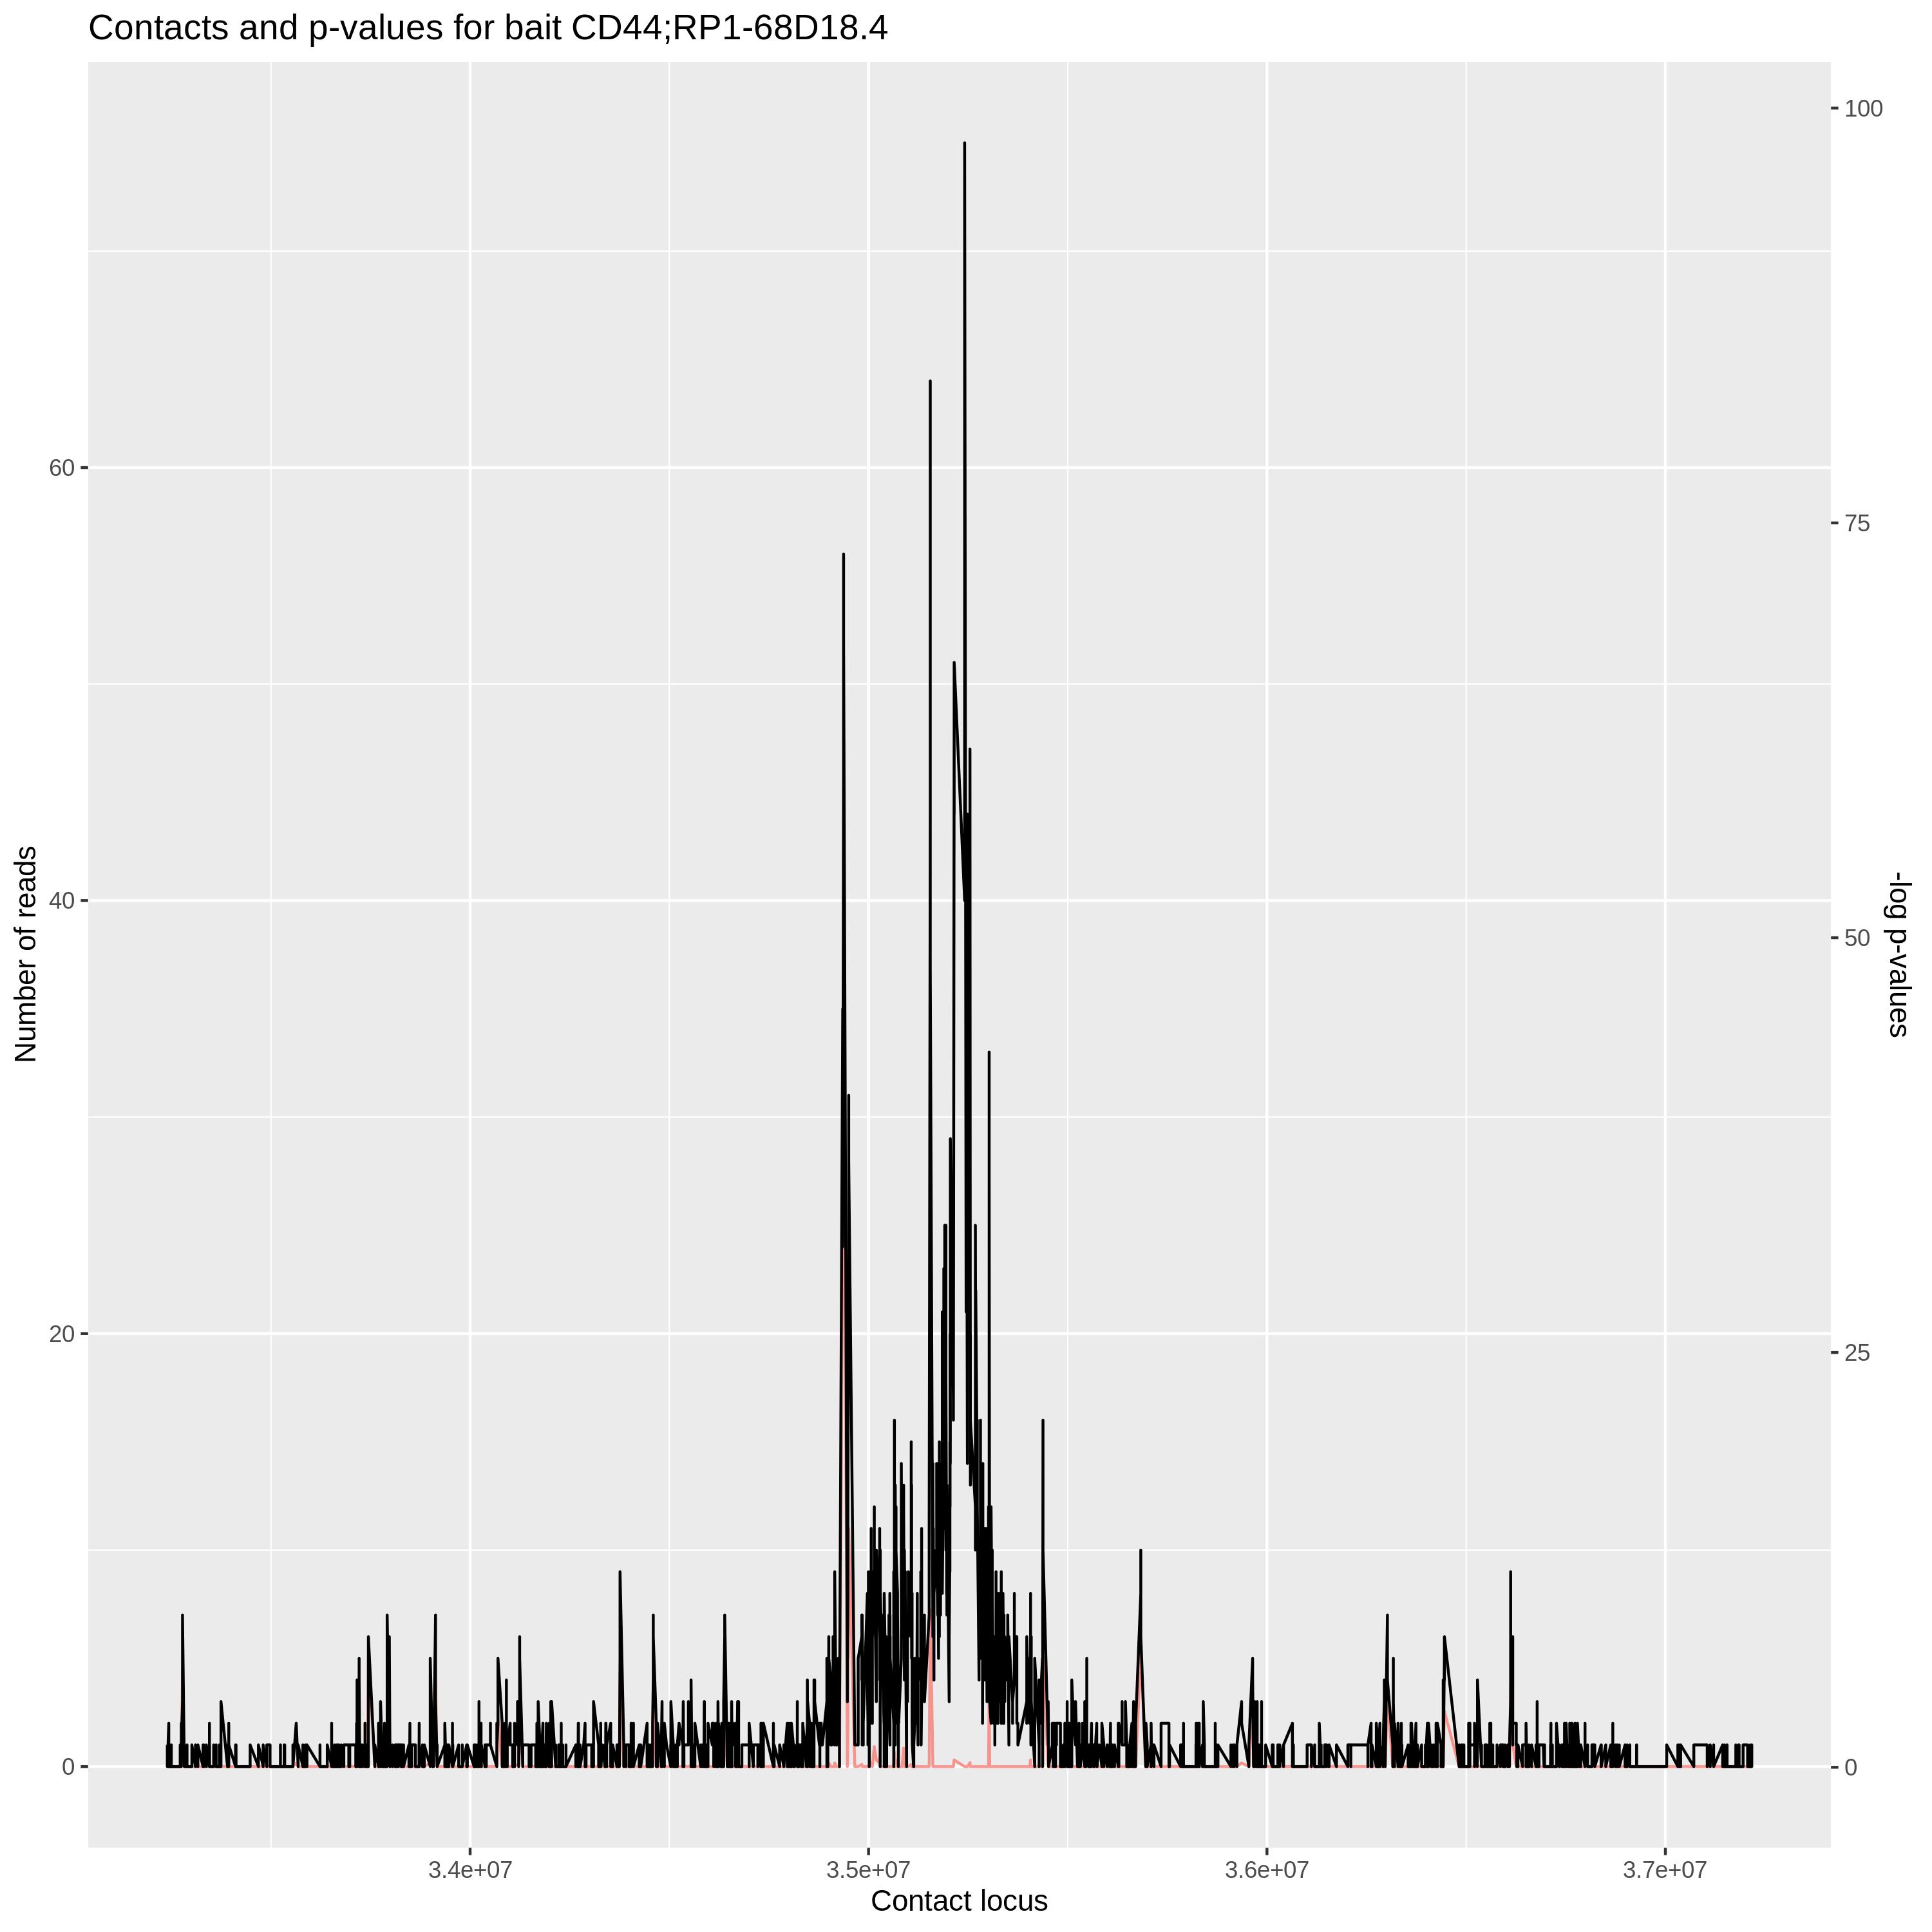 Contacts and p-values for bait CD44;RP1-68D18.4
Number of reads
60
40
20
0
100
75
50
25
0
-log p-values
3.4e+07
3.5e+07
3.6e+07
3.7e+07
Contact locus